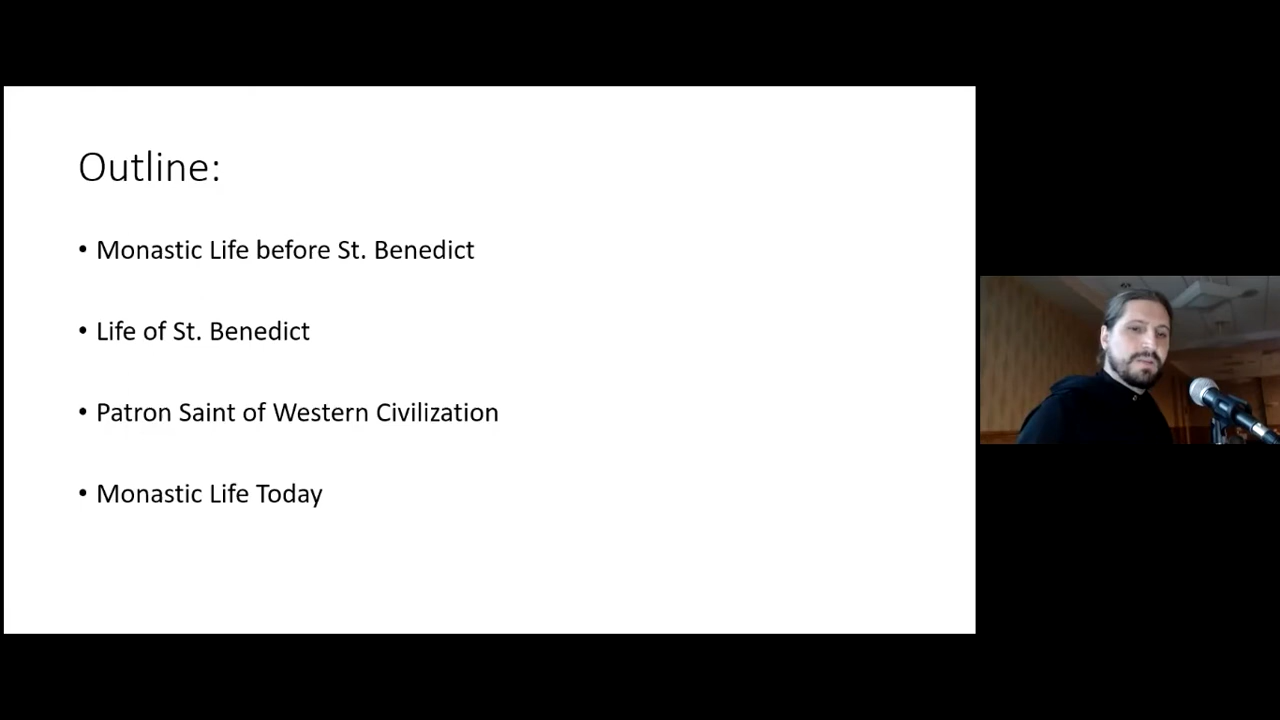 Outline:
• Monastic Life before St. Benedict
• Life of St. Benedict
• Patron Saint of Western Civilization
• Monastic Life Today